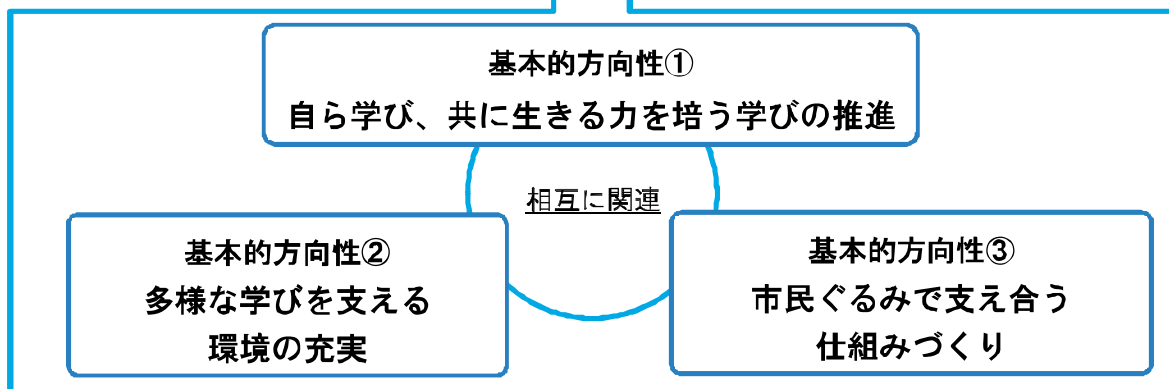 基本的方向性①
自ら学び、共に生きる力を培う学びの推進
相互に関連
基本的方向性②
多様な学びを支える
環境の充実
基本的方向性③
市民ぐるみで支え合う
仕組みづくり